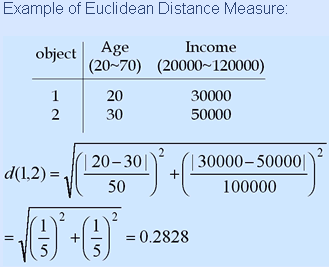 Example of Euclidean Distance Measure:
object Age Income
(20~70) (20000~120000)
1 20 30000
2 30 50000
d(1,2) = √((|20−30|/50)² + (|30000−50000|/100000)²)
= √((1/5)² + (1/5)²) = 0.2828